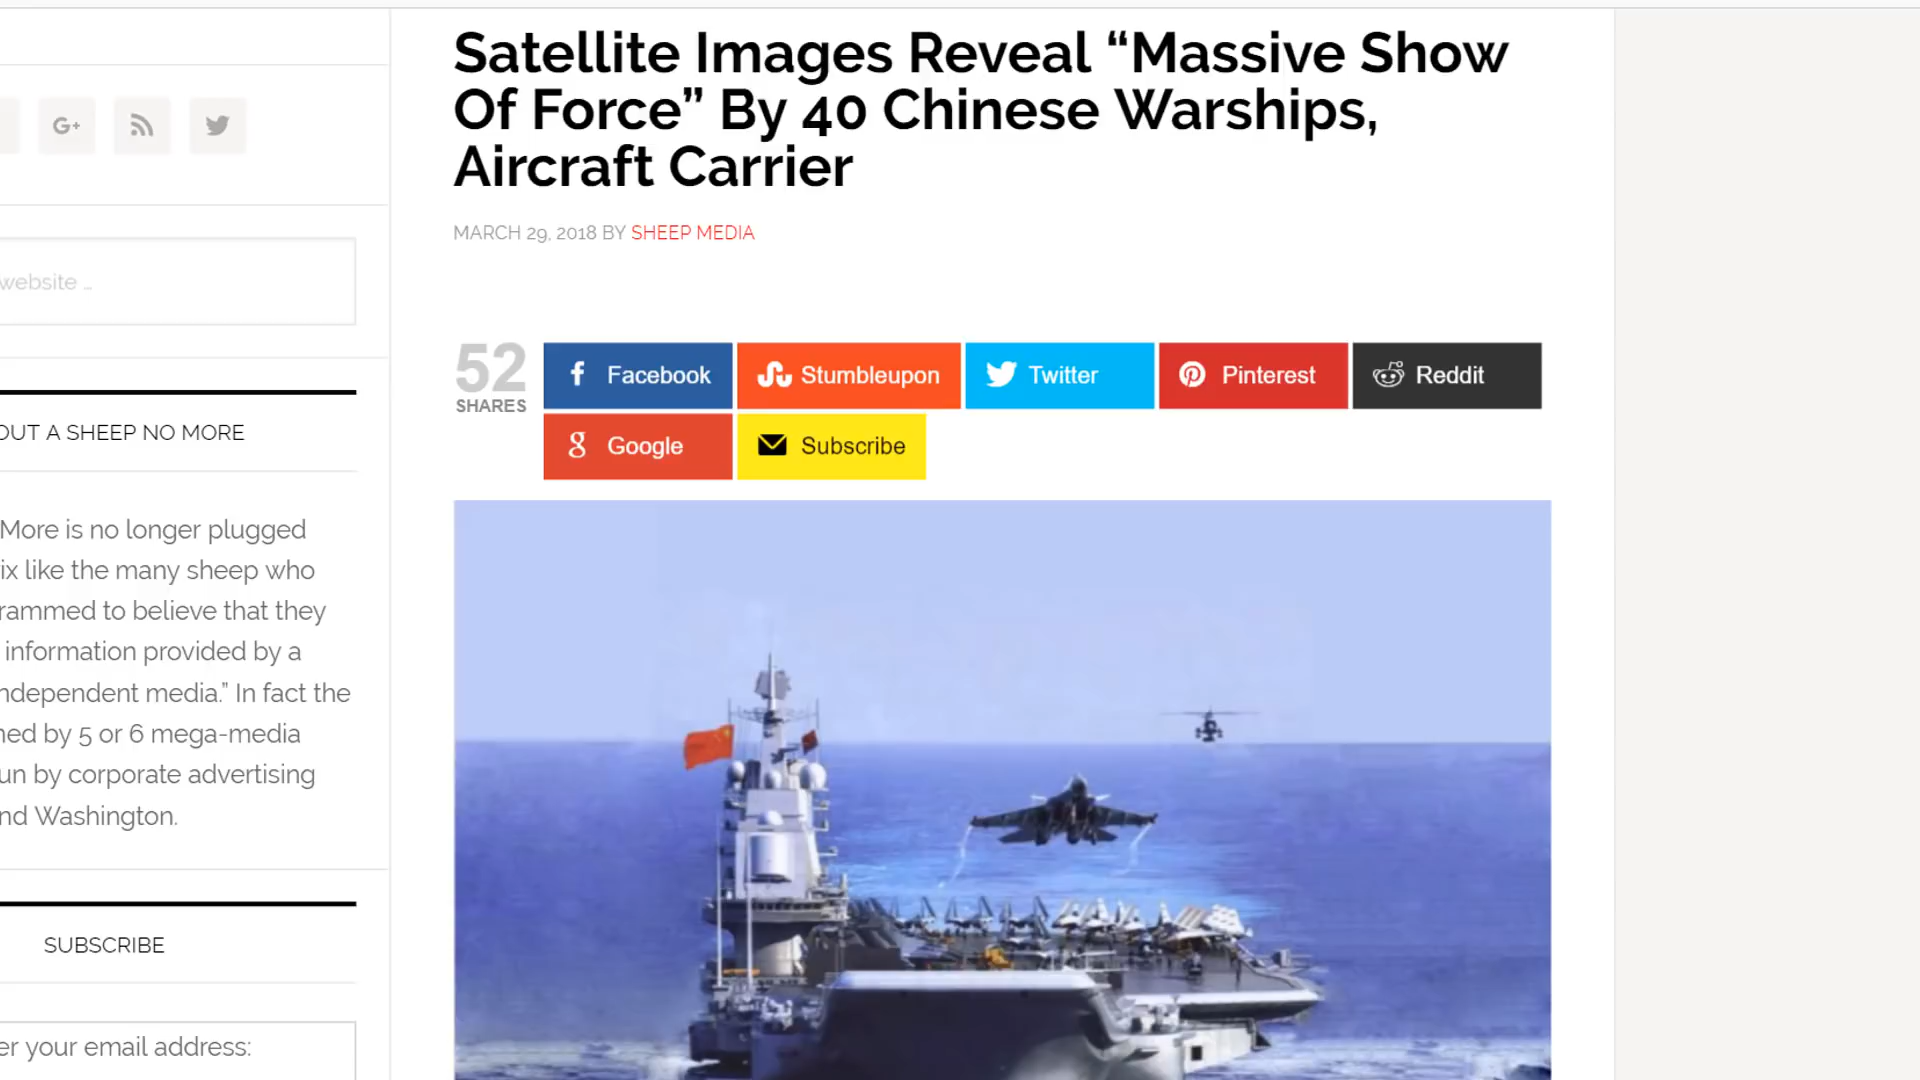 Satellite Images Reveal “Massive Show
Of Force” By 40 Chinese Warships,
Aircraft Carrier
MARCH 29, 2018 BY SHEEP MEDIA
52
SHARES
Facebook
Stumbleupon
Twitter
Pinterest
Reddit
Google
Subscribe
G+
website ...
OUT A SHEEP NO MORE
More is no longer plugged
ix like the many sheep who
rammed to believe that they
information provided by a
ndependent media.” In fact the
ned by 5 or 6 mega-media
un by corporate advertising
nd Washington.
SUBSCRIBE
er your email address: